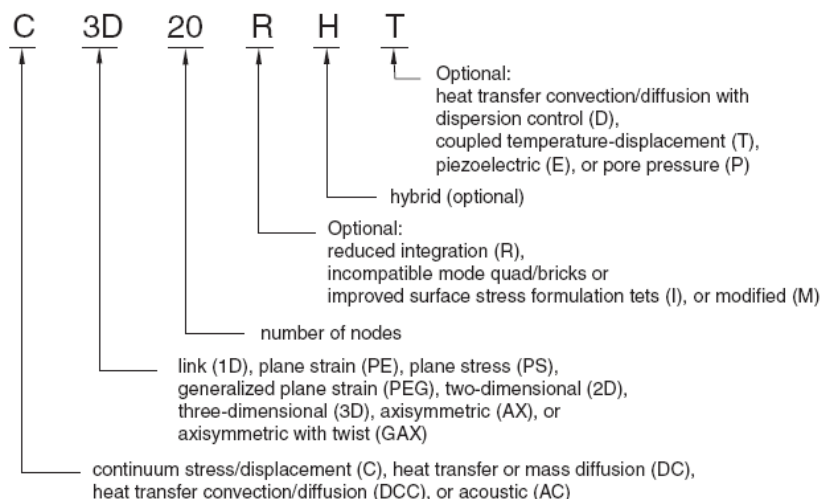 C 3D 20 R H T
Optional:
heat transfer convection/diffusion with
dispersion control (D),
coupled temperature-displacement (T),
piezoelectric (E), or pore pressure (P)
hybrid (optional)
Optional:
reduced integration (R),
incompatible mode quad/bricks or
improved surface stress formulation tets (I), or modified (M)
number of nodes
link (1D), plane strain (PE), plane stress (PS),
generalized plane strain (PEG), two-dimensional (2D),
three-dimensional (3D), axisymmetric (AX), or
axisymmetric with twist (GAX)
continuum stress/displacement (C), heat transfer or mass diffusion (DC),
heat transfer convection/diffusion (DCC), or acoustic (AC)